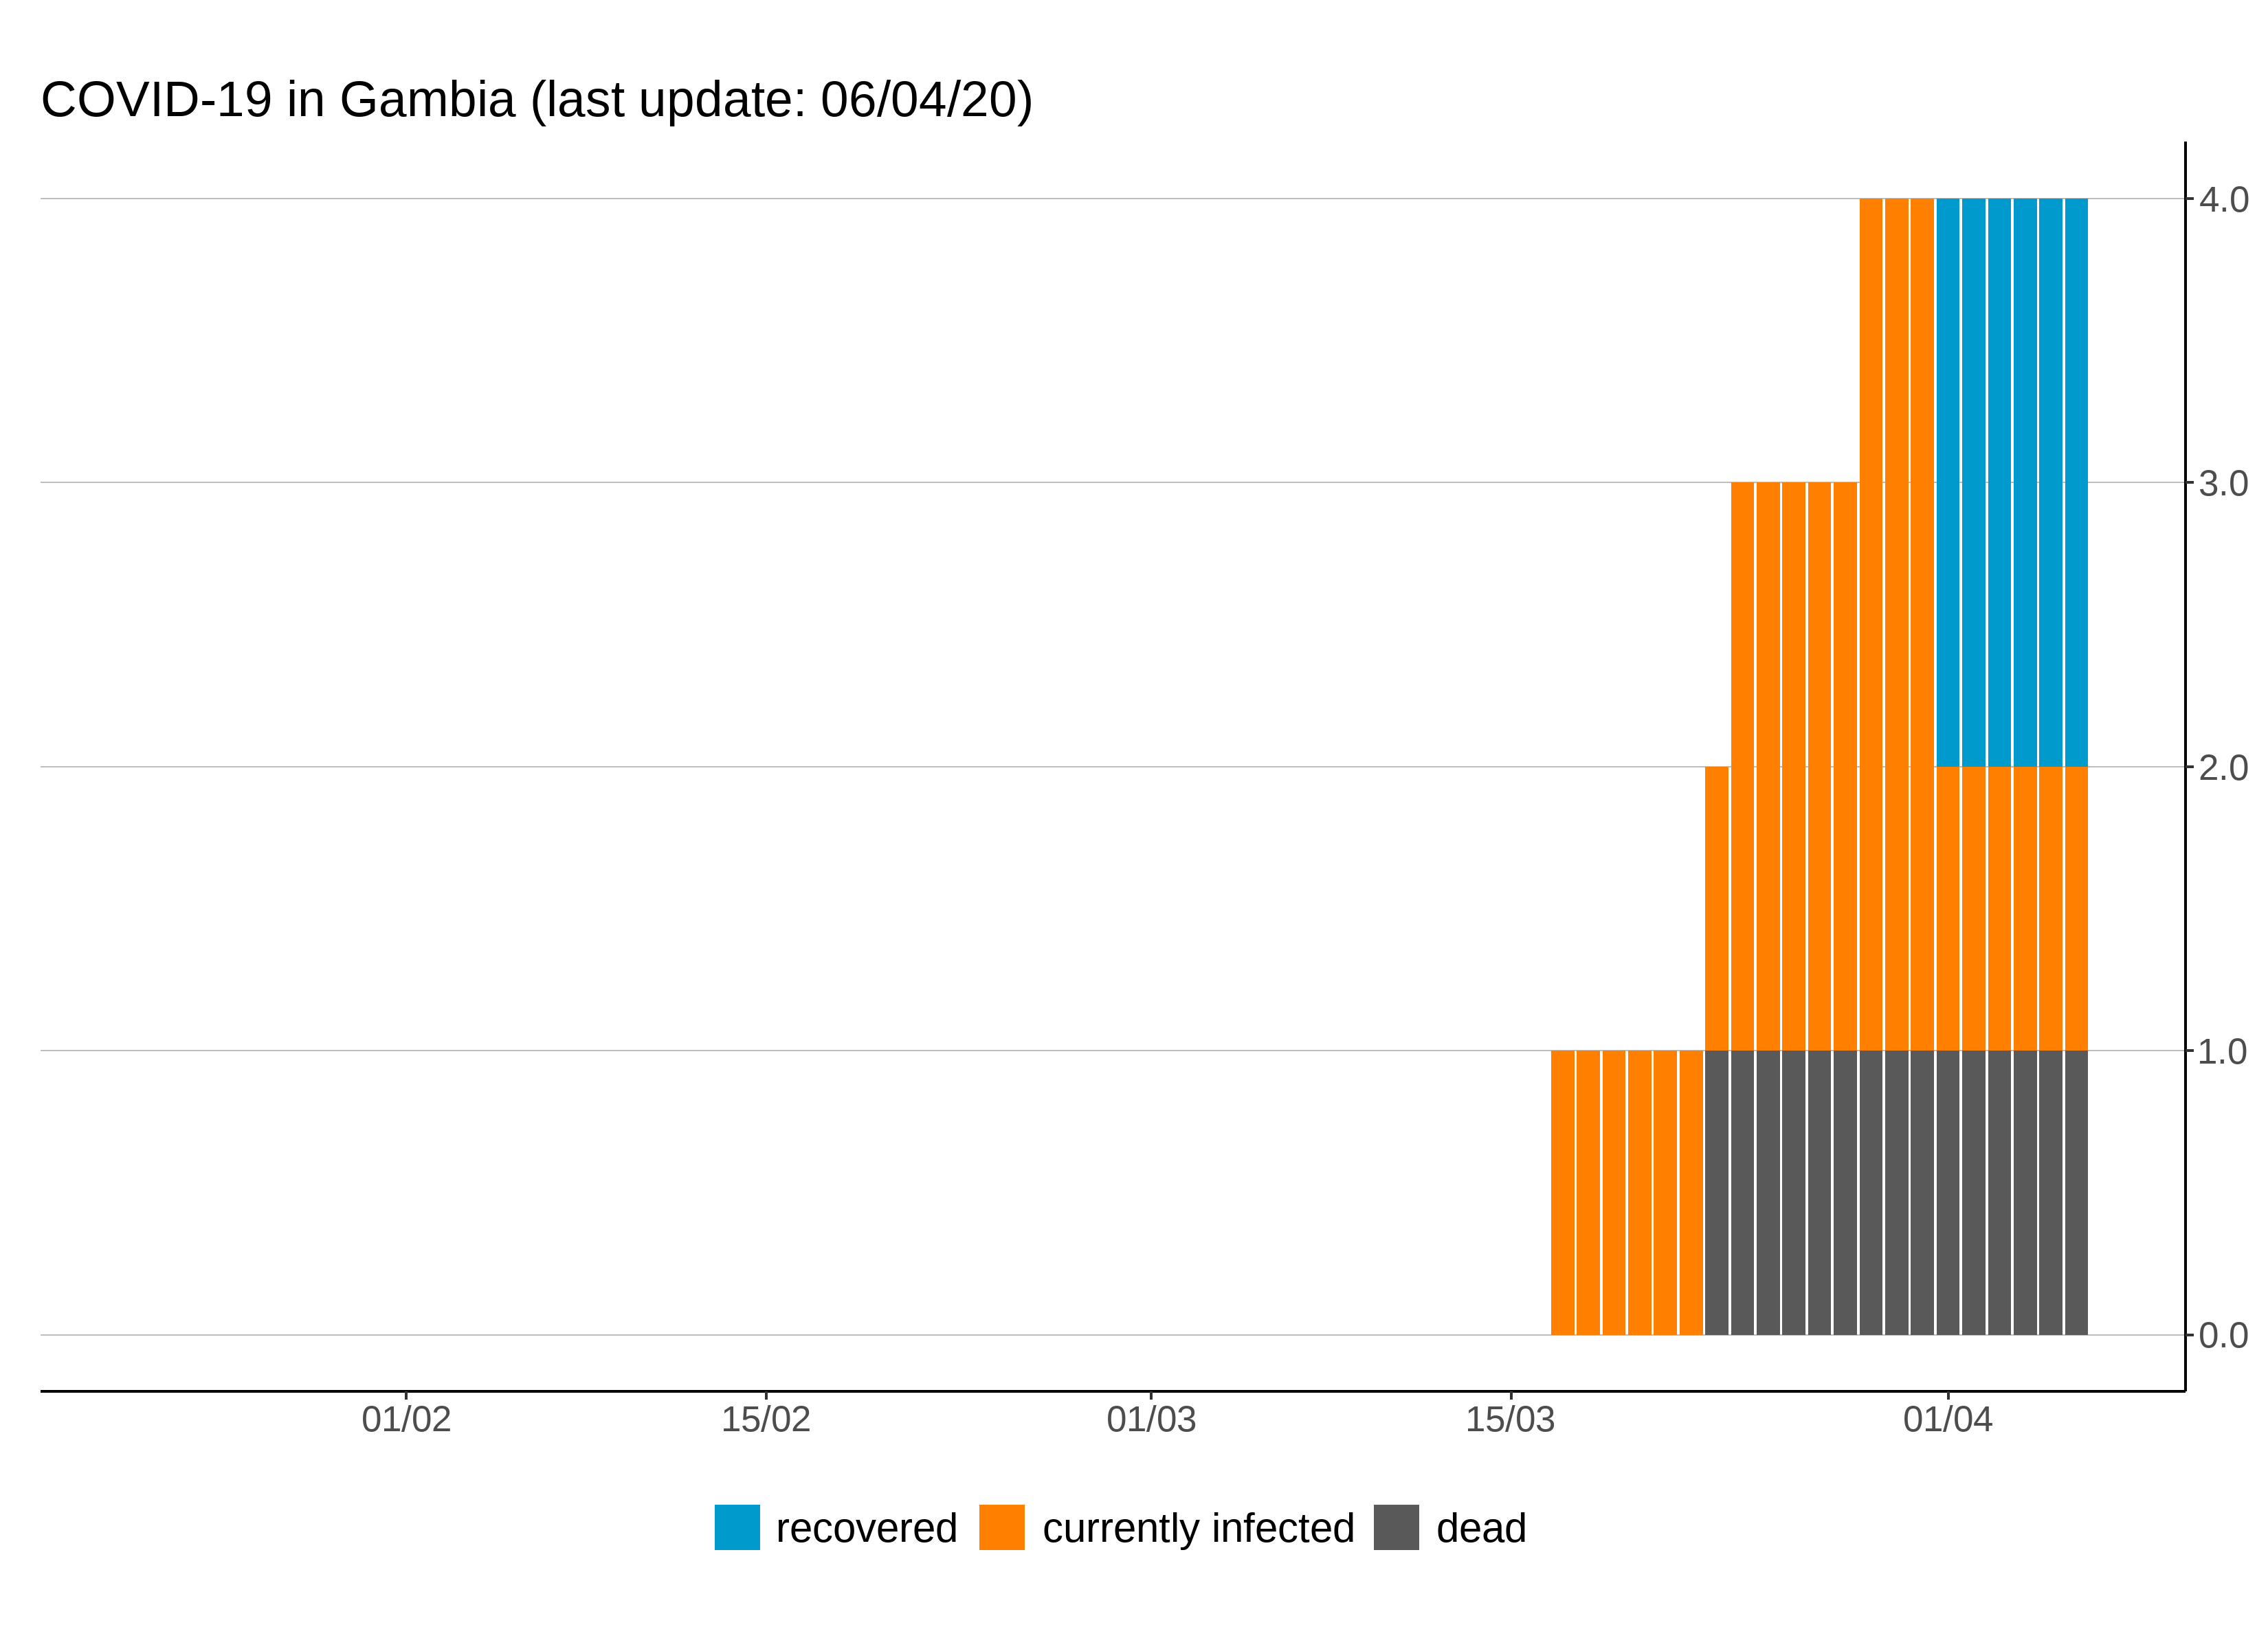 COVID-19 in Gambia (last update: 06/04/20)
4.0
3.0
2.0
1.0
0.0
01/02 15/02 01/03 15/03 01/04
recovered currently infected dead